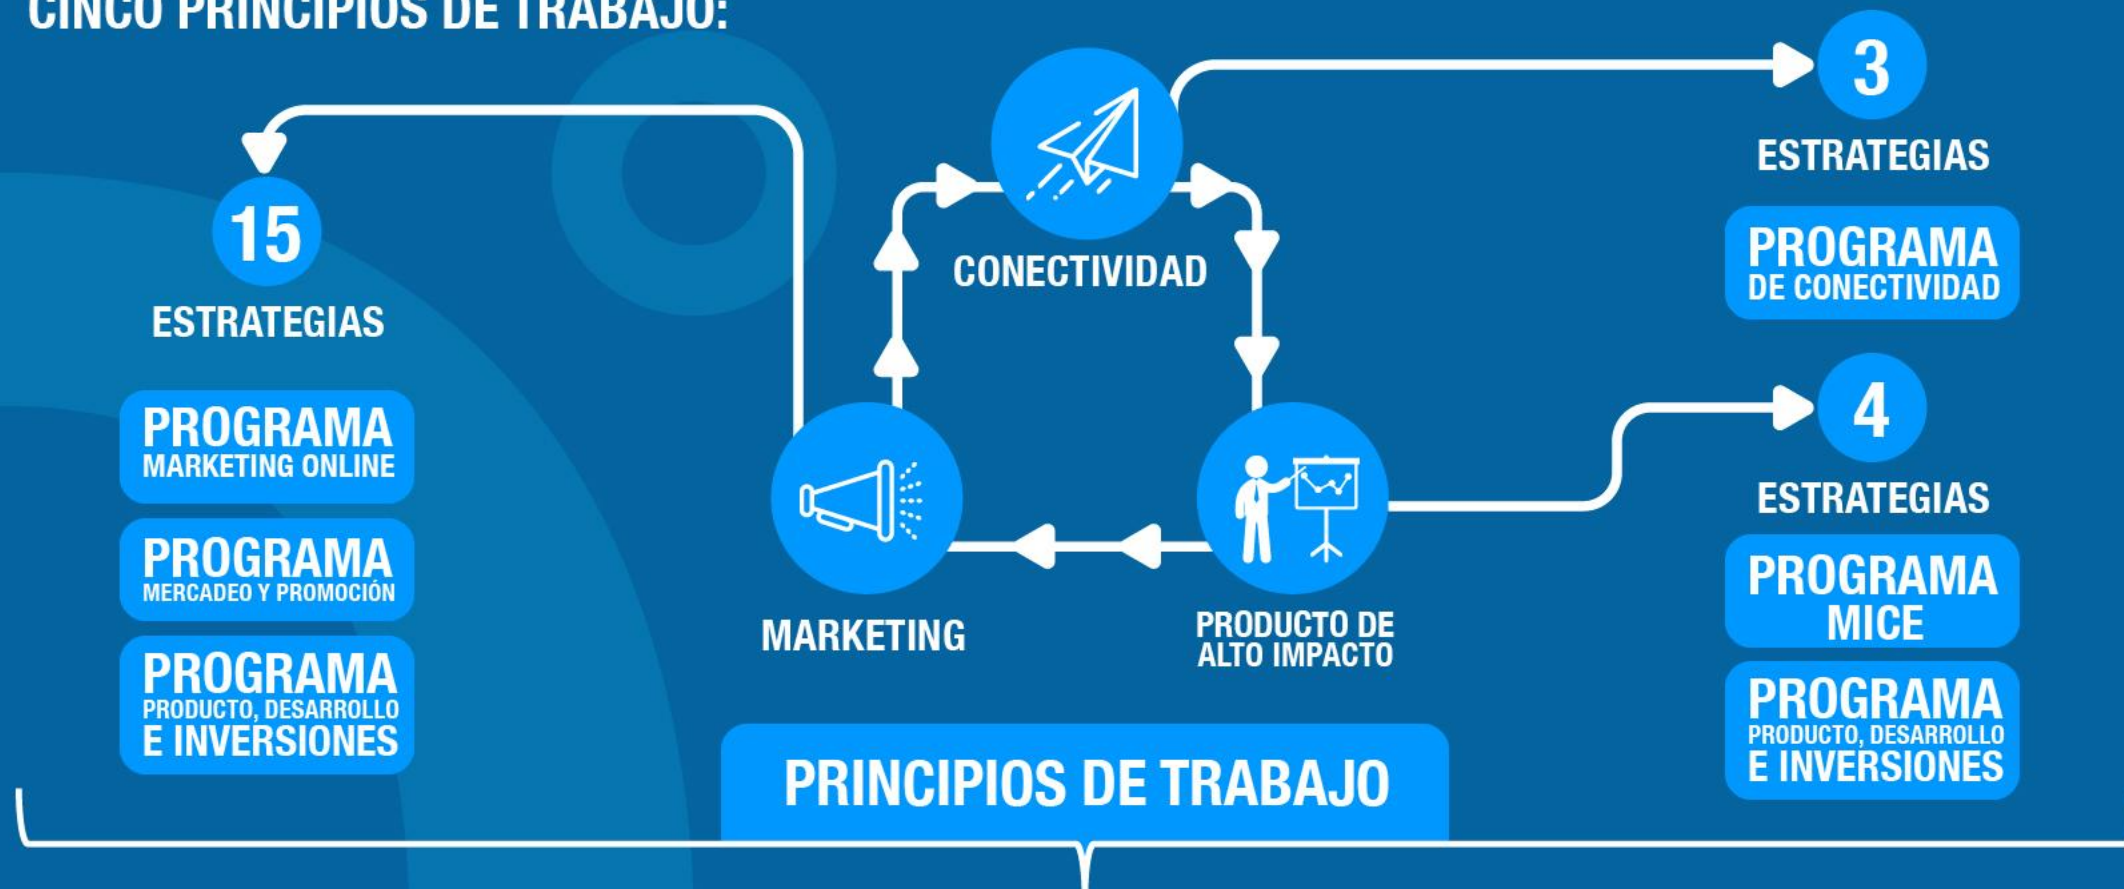 CINCO PRINCIPIOS DE TRABAJO:
15
ESTRATEGIAS
PROGRAMA
MARKETING ONLINE
PROGRAMA
MERCADEO Y PROMOCIÓN
PROGRAMA
PRODUCTO, DESARROLLO
E INVERSIONES
CONECTIVIDAD
MARKETING
PRODUCTO DE
ALTO IMPACTO
3
ESTRATEGIAS
PROGRAMA
DE CONECTIVIDAD
4
ESTRATEGIAS
PROGRAMA
MICE
PROGRAMA
PRODUCTO, DESARROLLO
E INVERSIONES
PRINCIPIOS DE TRABAJO